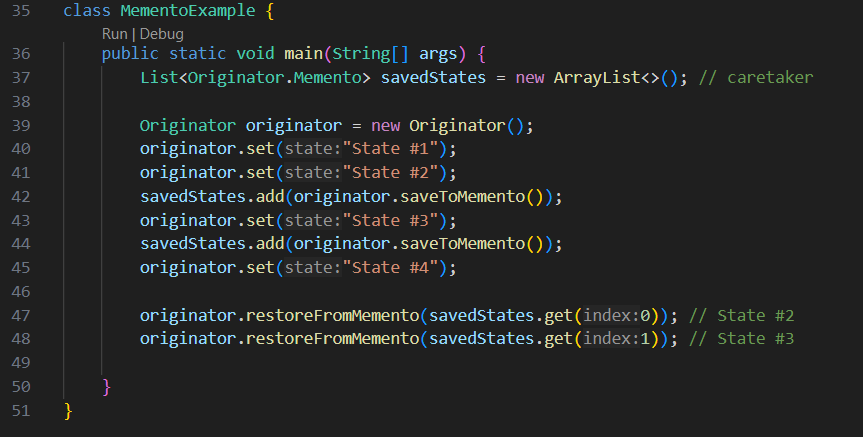 35 class MementoExample {
Run | Debug
36 public static void main(String[] args) {
37 List<Originator.Memento> savedStates = new ArrayList<>(); // caretaker
38
39 Originator originator = new Originator();
40 originator.set(state:"State #1");
41 originator.set(state:"State #2");
42 savedStates.add(originator.saveToMemento());
43 originator.set(state:"State #3");
44 savedStates.add(originator.saveToMemento());
45 originator.set(state:"State #4");
46
47 originator.restoreFromMemento(savedStates.get(index:0)); // State #2
48 originator.restoreFromMemento(savedStates.get(index:1)); // State #3
49
50 }
51 }